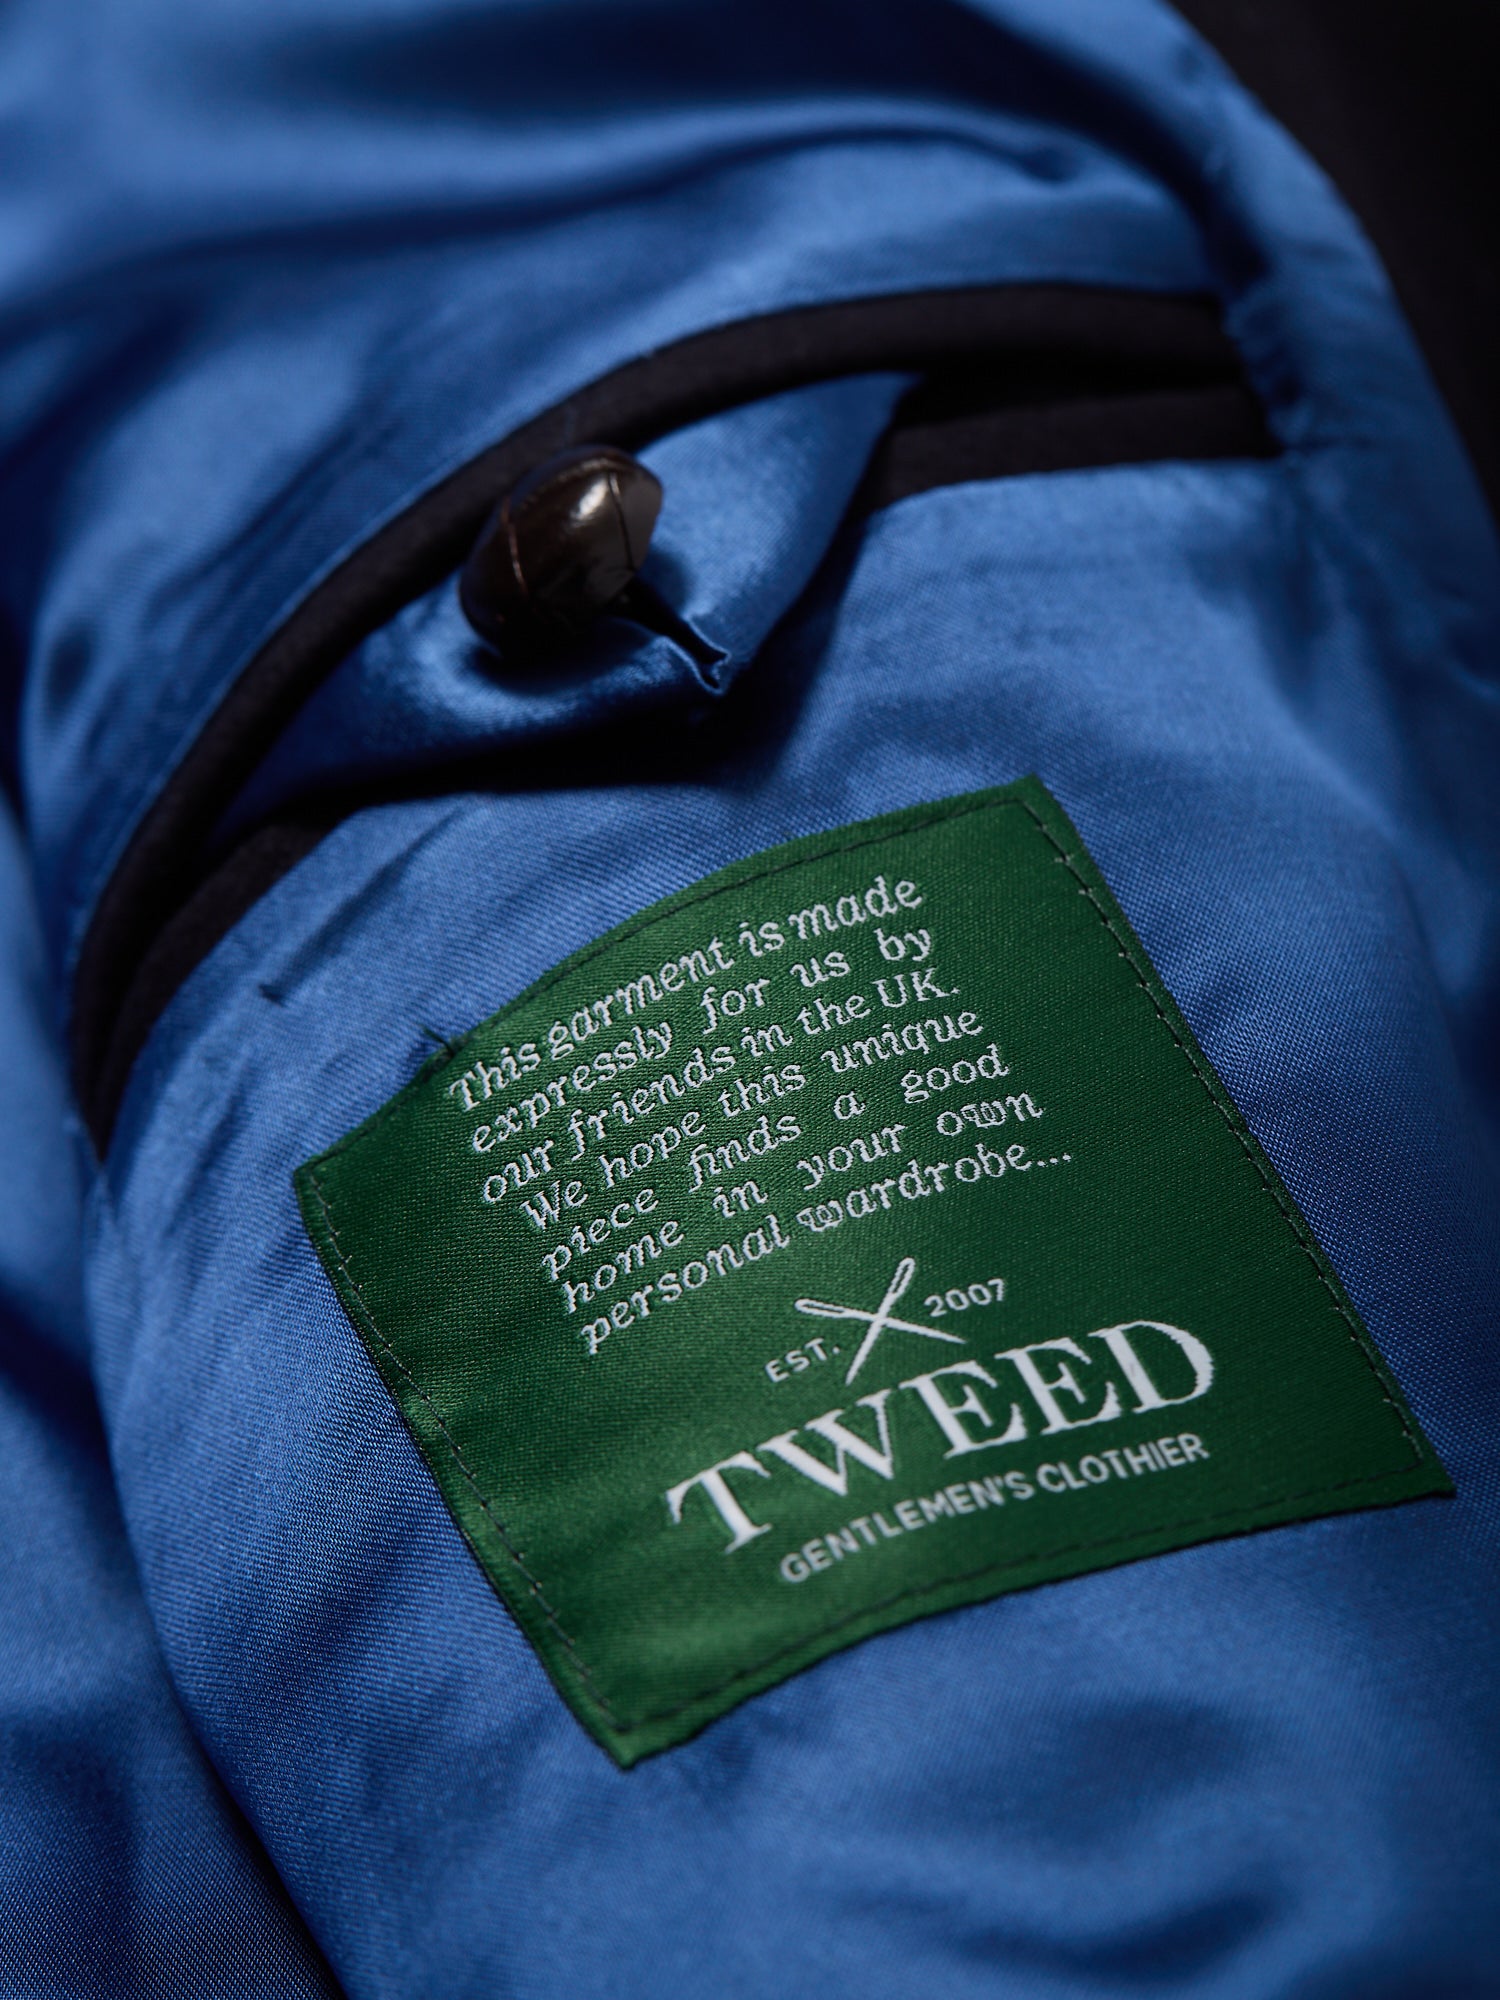 This garment is made
expressly for us by
our friends in the UK.
We hope this unique
piece finds a good
home in your own
personal wardrobe...
EST. 2007
TWEED
GENTLEMEN'S CLOTHIER